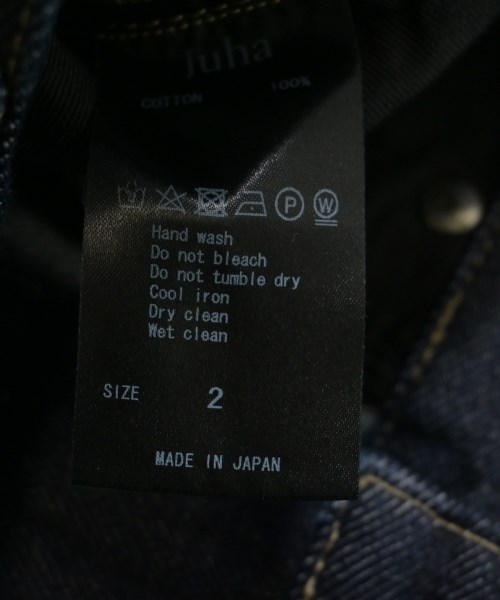 Juha
COTTON 100%
P W
Hand wash
Do not bleach
Do not tumble dry
Cool iron
Dry clean
Wet clean
SIZE 2
MADE IN JAPAN